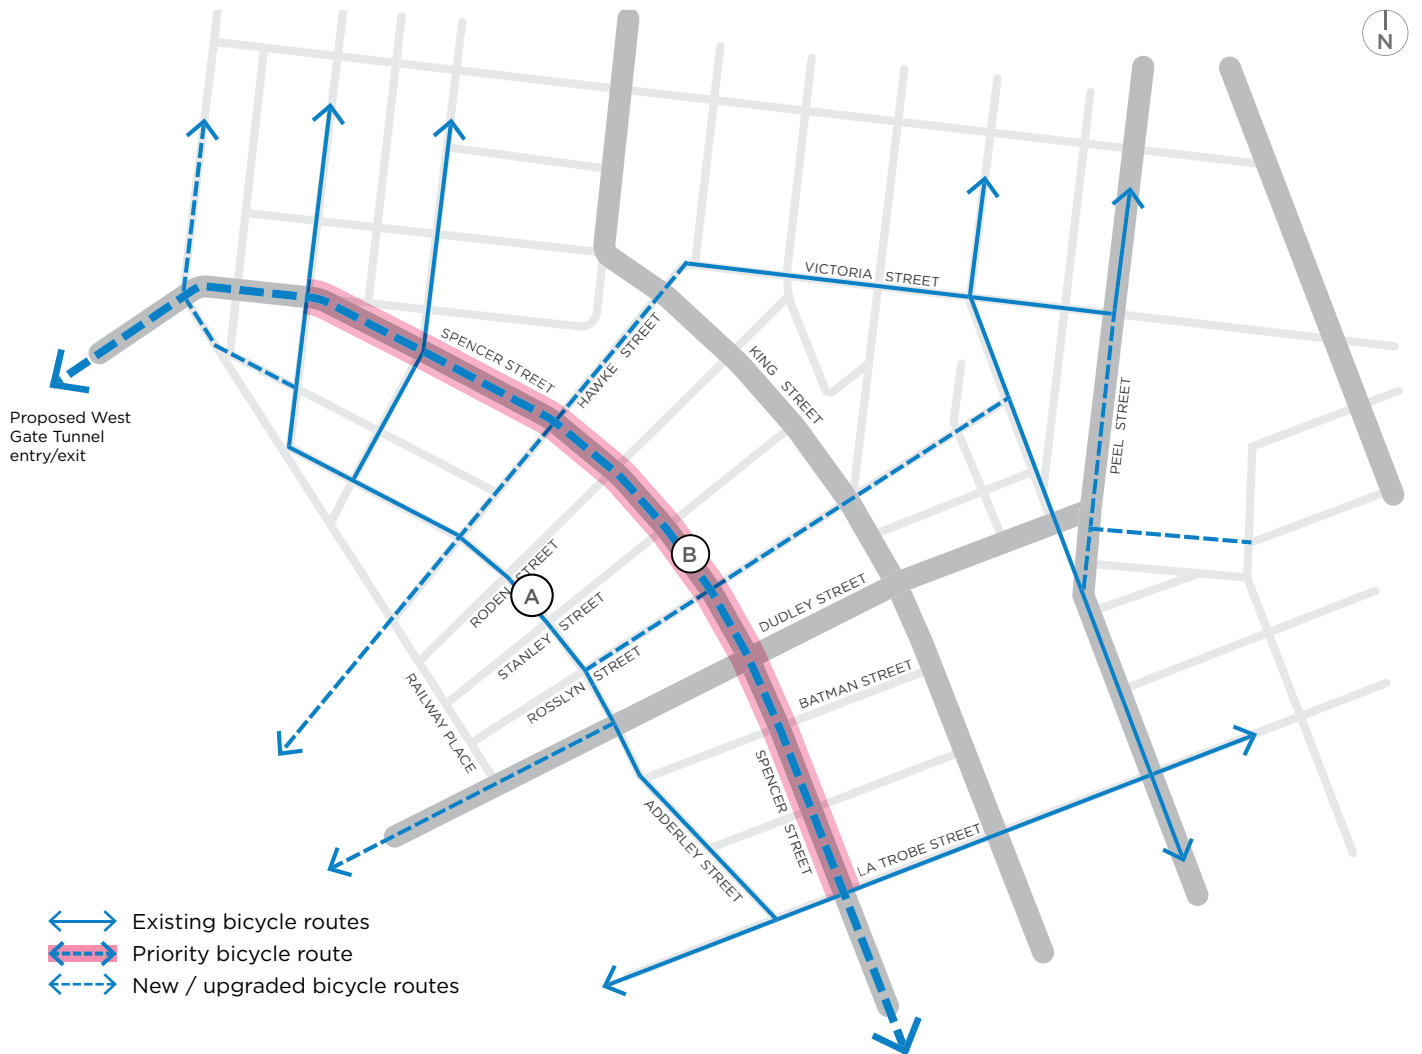 N
VICTORIA STREET
SPENCER STREET
HAWKE STREET
KING STREET
PEEL STREET
Proposed West
Gate Tunnel
entry/exit
B
A
RODEN STREET
STANLEY STREET
DUDLEY STREET
ROSSLYN STREET
BATMAN STREET
RAILWAY PLACE
SPENCER STREET
ADDERLEY STREET
LA TROBE STREET
Existing bicycle routes
Priority bicycle route
New / upgraded bicycle routes